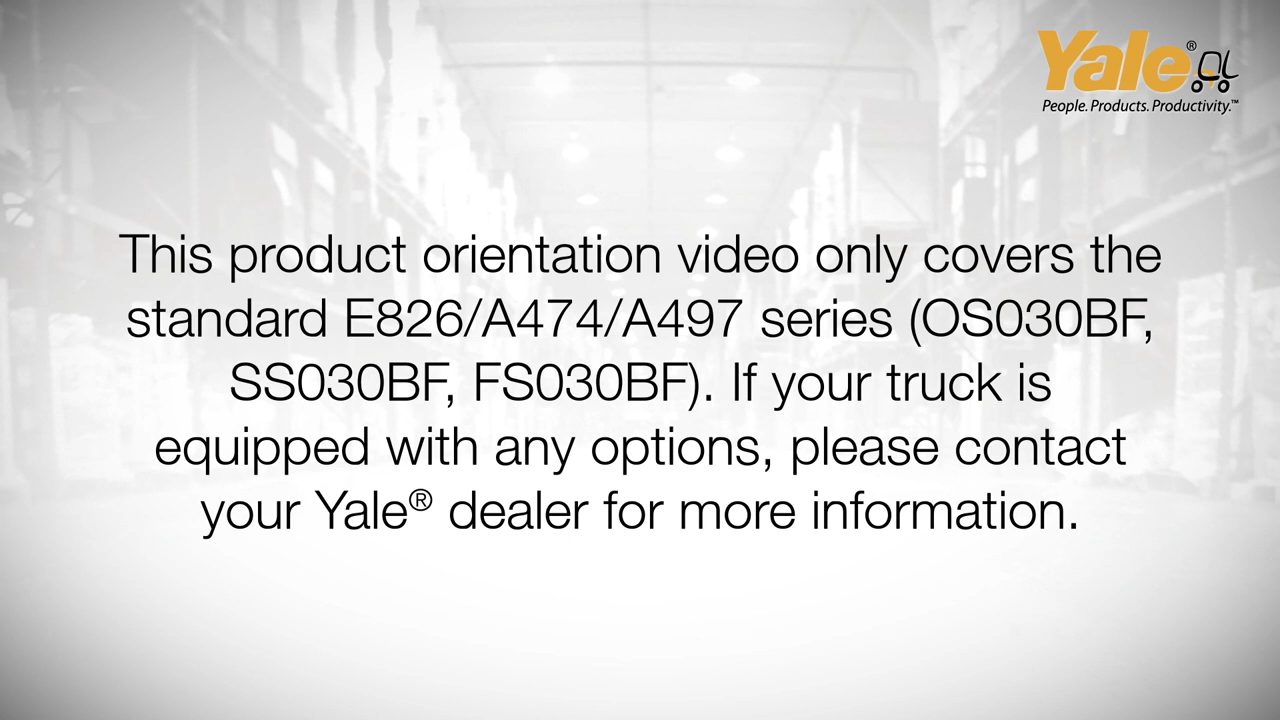 Yale®
People. Products. Productivity.™
This product orientation video only covers the
standard E826/A474/A497 series (OS030BF,
SS030BF, FS030BF). If your truck is
equipped with any options, please contact
your Yale® dealer for more information.